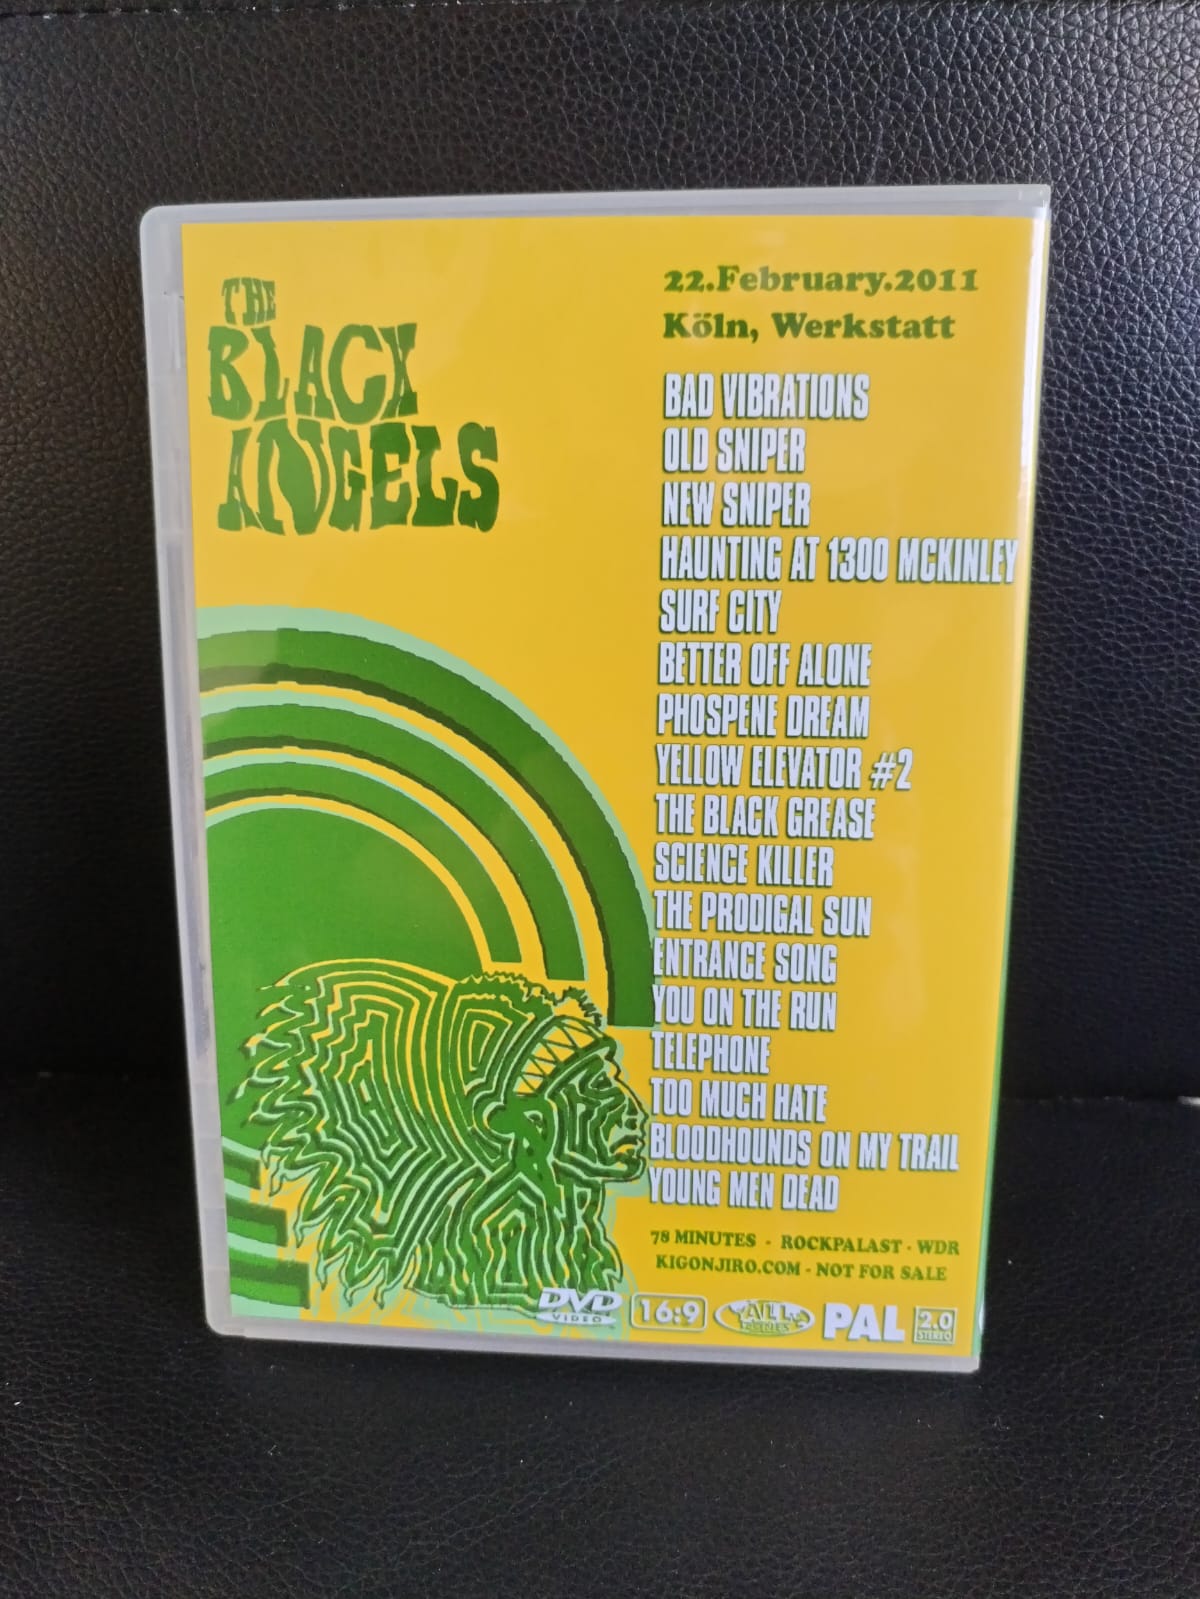 THE
BLACK
ANGELS
22.February.2011
Köln, Werkstatt
BAD VIBRATIONS
OLD SNIPER
NEW SNIPER
HAUNTING AT 1300 MCKINLEY
SURF CITY
BETTER OFF ALONE
PHOSPENE DREAM
YELLOW ELEVATOR #2
THE BLACK GREASE
SCIENCE KILLER
THE PRODIGAL SUN
ENTRANCE SONG
YOU ON THE RUN
TELEPHONE
TOO MUCH HATE
BLOODHOUNDS ON MY TRAIL
YOUNG MEN DEAD
78 MINUTES - ROCKPALAST - WDR
KIGONJIRO.COM - NOT FOR SALE
DVD
VIDEO
16:9
ALL
PAL
2.0
STEREO